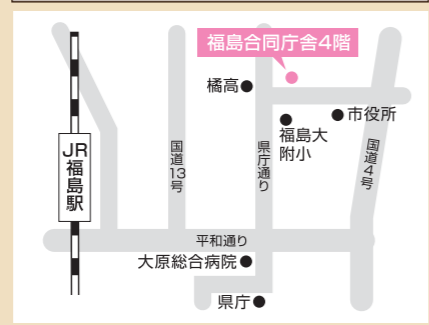 福島合同庁舎4階
橘高
市役所
福島大
附小
JR
福島駅
国道13号
県庁通り
国道4号
平和通り
大原総合病院
県庁